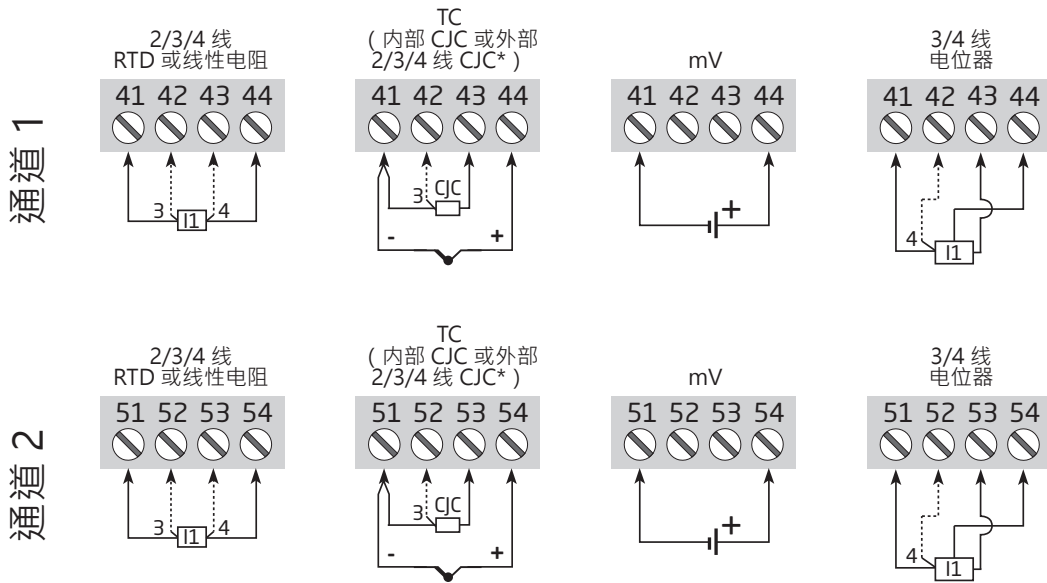 通道 1
2/3/4 线
RTD 或线性电阻
41 42 43 44
3 I1 4
TC
( 内部 CJC 或外部
2/3/4 线 CJC* )
41 42 43 44
3 CJC
- +
mV
41 42 43 44
+
3/4 线
电位器
41 42 43 44
4 I1
通道 2
2/3/4 线
RTD 或线性电阻
51 52 53 54
3 I1 4
TC
( 内部 CJC 或外部
2/3/4 线 CJC* )
51 52 53 54
3 CJC
- +
mV
51 52 53 54
+
3/4 线
电位器
51 52 53 54
4 I1